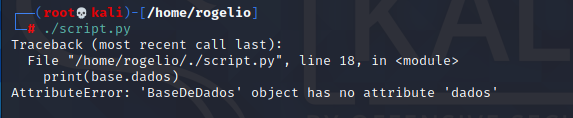 ┌──(root💀kali)-[/home/rogelio]
└─# ./script.py
Traceback (most recent call last):
  File "/home/rogelio/./script.py", line 18, in <module>
    print(base.dados)
AttributeError: 'BaseDeDados' object has no attribute 'dados'